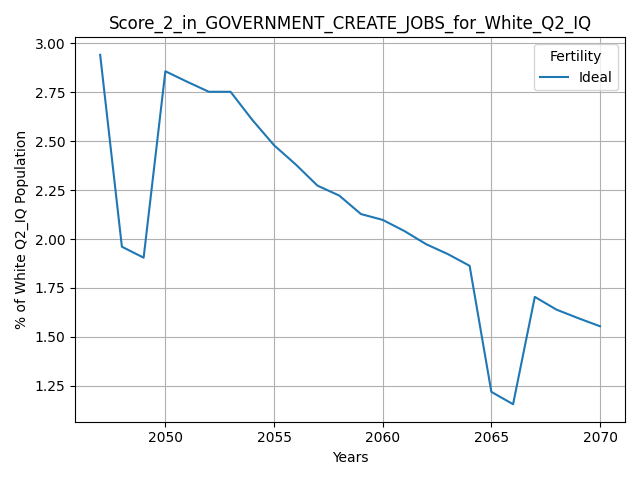 Score_2_in_GOVERNMENT_CREATE_JOBS_for_White_Q2_IQ
3.00
2.75
2.50
2.25
2.00
1.75
1.50
1.25
% of White Q2_IQ Population
Fertility
Ideal
2050
2055
2060
2065
2070
Years